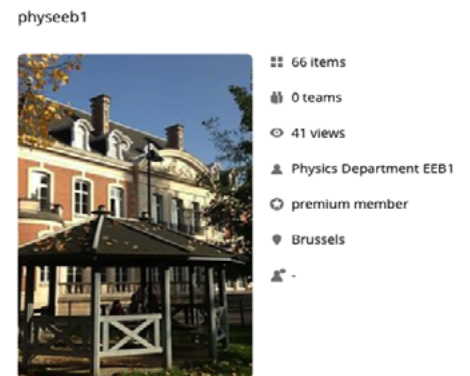 physeeb1
66 items
0 teams
41 views
Physics Department EEB1
premium member
Brussels
-